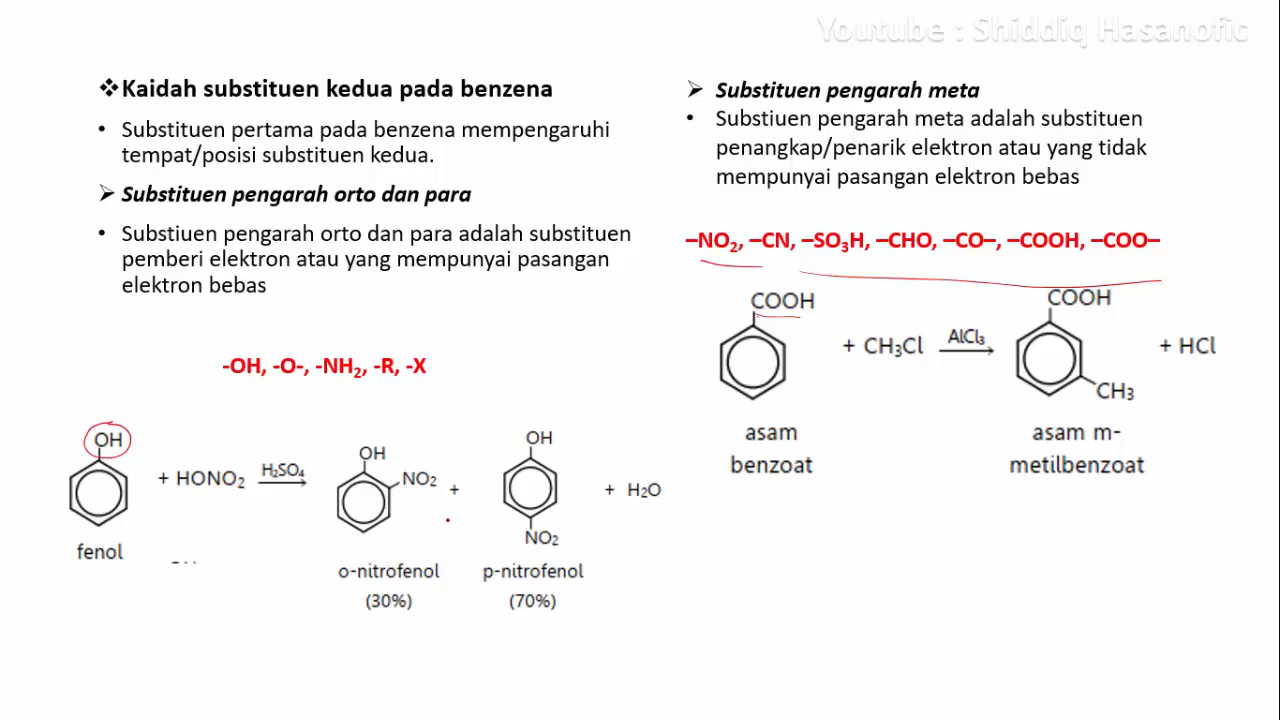 Youtube : Shiddiq Hasanofic
❖Kaidah substituen kedua pada benzena
• Substituen pertama pada benzena mempengaruhi
tempat/posisi substituen kedua.
➢ Substituen pengarah orto dan para
• Substiuen pengarah orto dan para adalah substituen
pemberi elektron atau yang mempunyai pasangan
elektron bebas
-OH, -O-, -NH₂, -R, -X
OH
+ HONO₂
H₂SO₄
OH
NO₂
+
OH
NO₂
+ H₂O
fenol
o-nitrofenol
(30%)
p-nitrofenol
(70%)
➢ Substituen pengarah meta
• Substiuen pengarah meta adalah substituen
penangkap/penarik elektron atau yang tidak
mempunyai pasangan elektron bebas
–NO₂, –CN, –SO₃H, –CHO, –CO–, –COOH, –COO–
COOH
+ CH₃Cl
AlCl₃
COOH
CH₃
+ HCl
asam
benzoat
asam m-
metilbenzoat